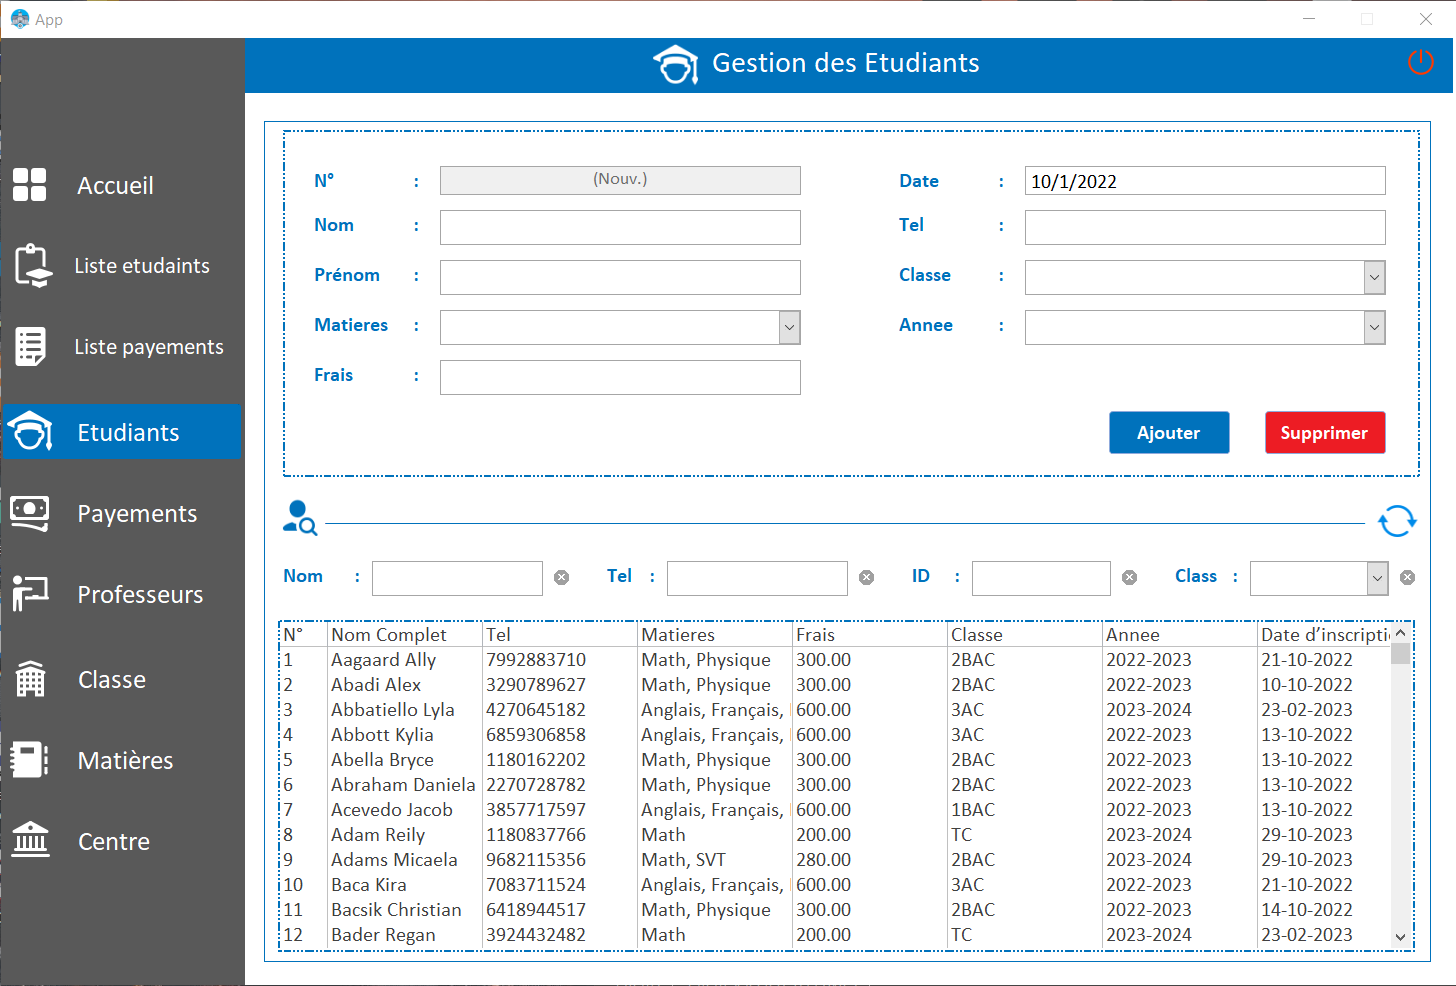 App
Gestion des Etudiants
Accueil
Liste etudaints
Liste payements
Etudiants
Payements
Professeurs
Classe
Matières
Centre
N° : (Nouv.) Date : 10/1/2022
Nom : Tel :
Prénom : Classe :
Matieres : Annee :
Frais :
Ajouter Supprimer
Nom : Tel : ID : Class :
N° Nom Complet Tel Matieres Frais Classe Annee Date d’inscripti
1 Aagaard Ally 7992883710 Math, Physique 300.00 2BAC 2022-2023 21-10-2022
2 Abadi Alex 3290789627 Math, Physique 300.00 2BAC 2022-2023 10-10-2022
3 Abbatiello Lyla 4270645182 Anglais, Français, 600.00 3AC 2023-2024 23-02-2023
4 Abbott Kylia 6859306858 Anglais, Français, 600.00 3AC 2022-2023 13-10-2022
5 Abella Bryce 1180162202 Math, Physique 300.00 2BAC 2022-2023 13-10-2022
6 Abraham Daniela 2270728782 Math, Physique 300.00 2BAC 2022-2023 13-10-2022
7 Acevedo Jacob 3857717597 Anglais, Français, 600.00 1BAC 2022-2023 13-10-2022
8 Adam Reily 1180837766 Math 200.00 TC 2023-2024 29-10-2023
9 Adams Micaela 9682115356 Math, SVT 280.00 2BAC 2023-2024 29-10-2023
10 Baca Kira 7083711524 Anglais, Français, 600.00 3AC 2022-2023 21-10-2022
11 Bacsik Christian 6418944517 Math, Physique 300.00 2BAC 2022-2023 14-10-2022
12 Bader Regan 3924432482 Math 200.00 TC 2023-2024 23-02-2023